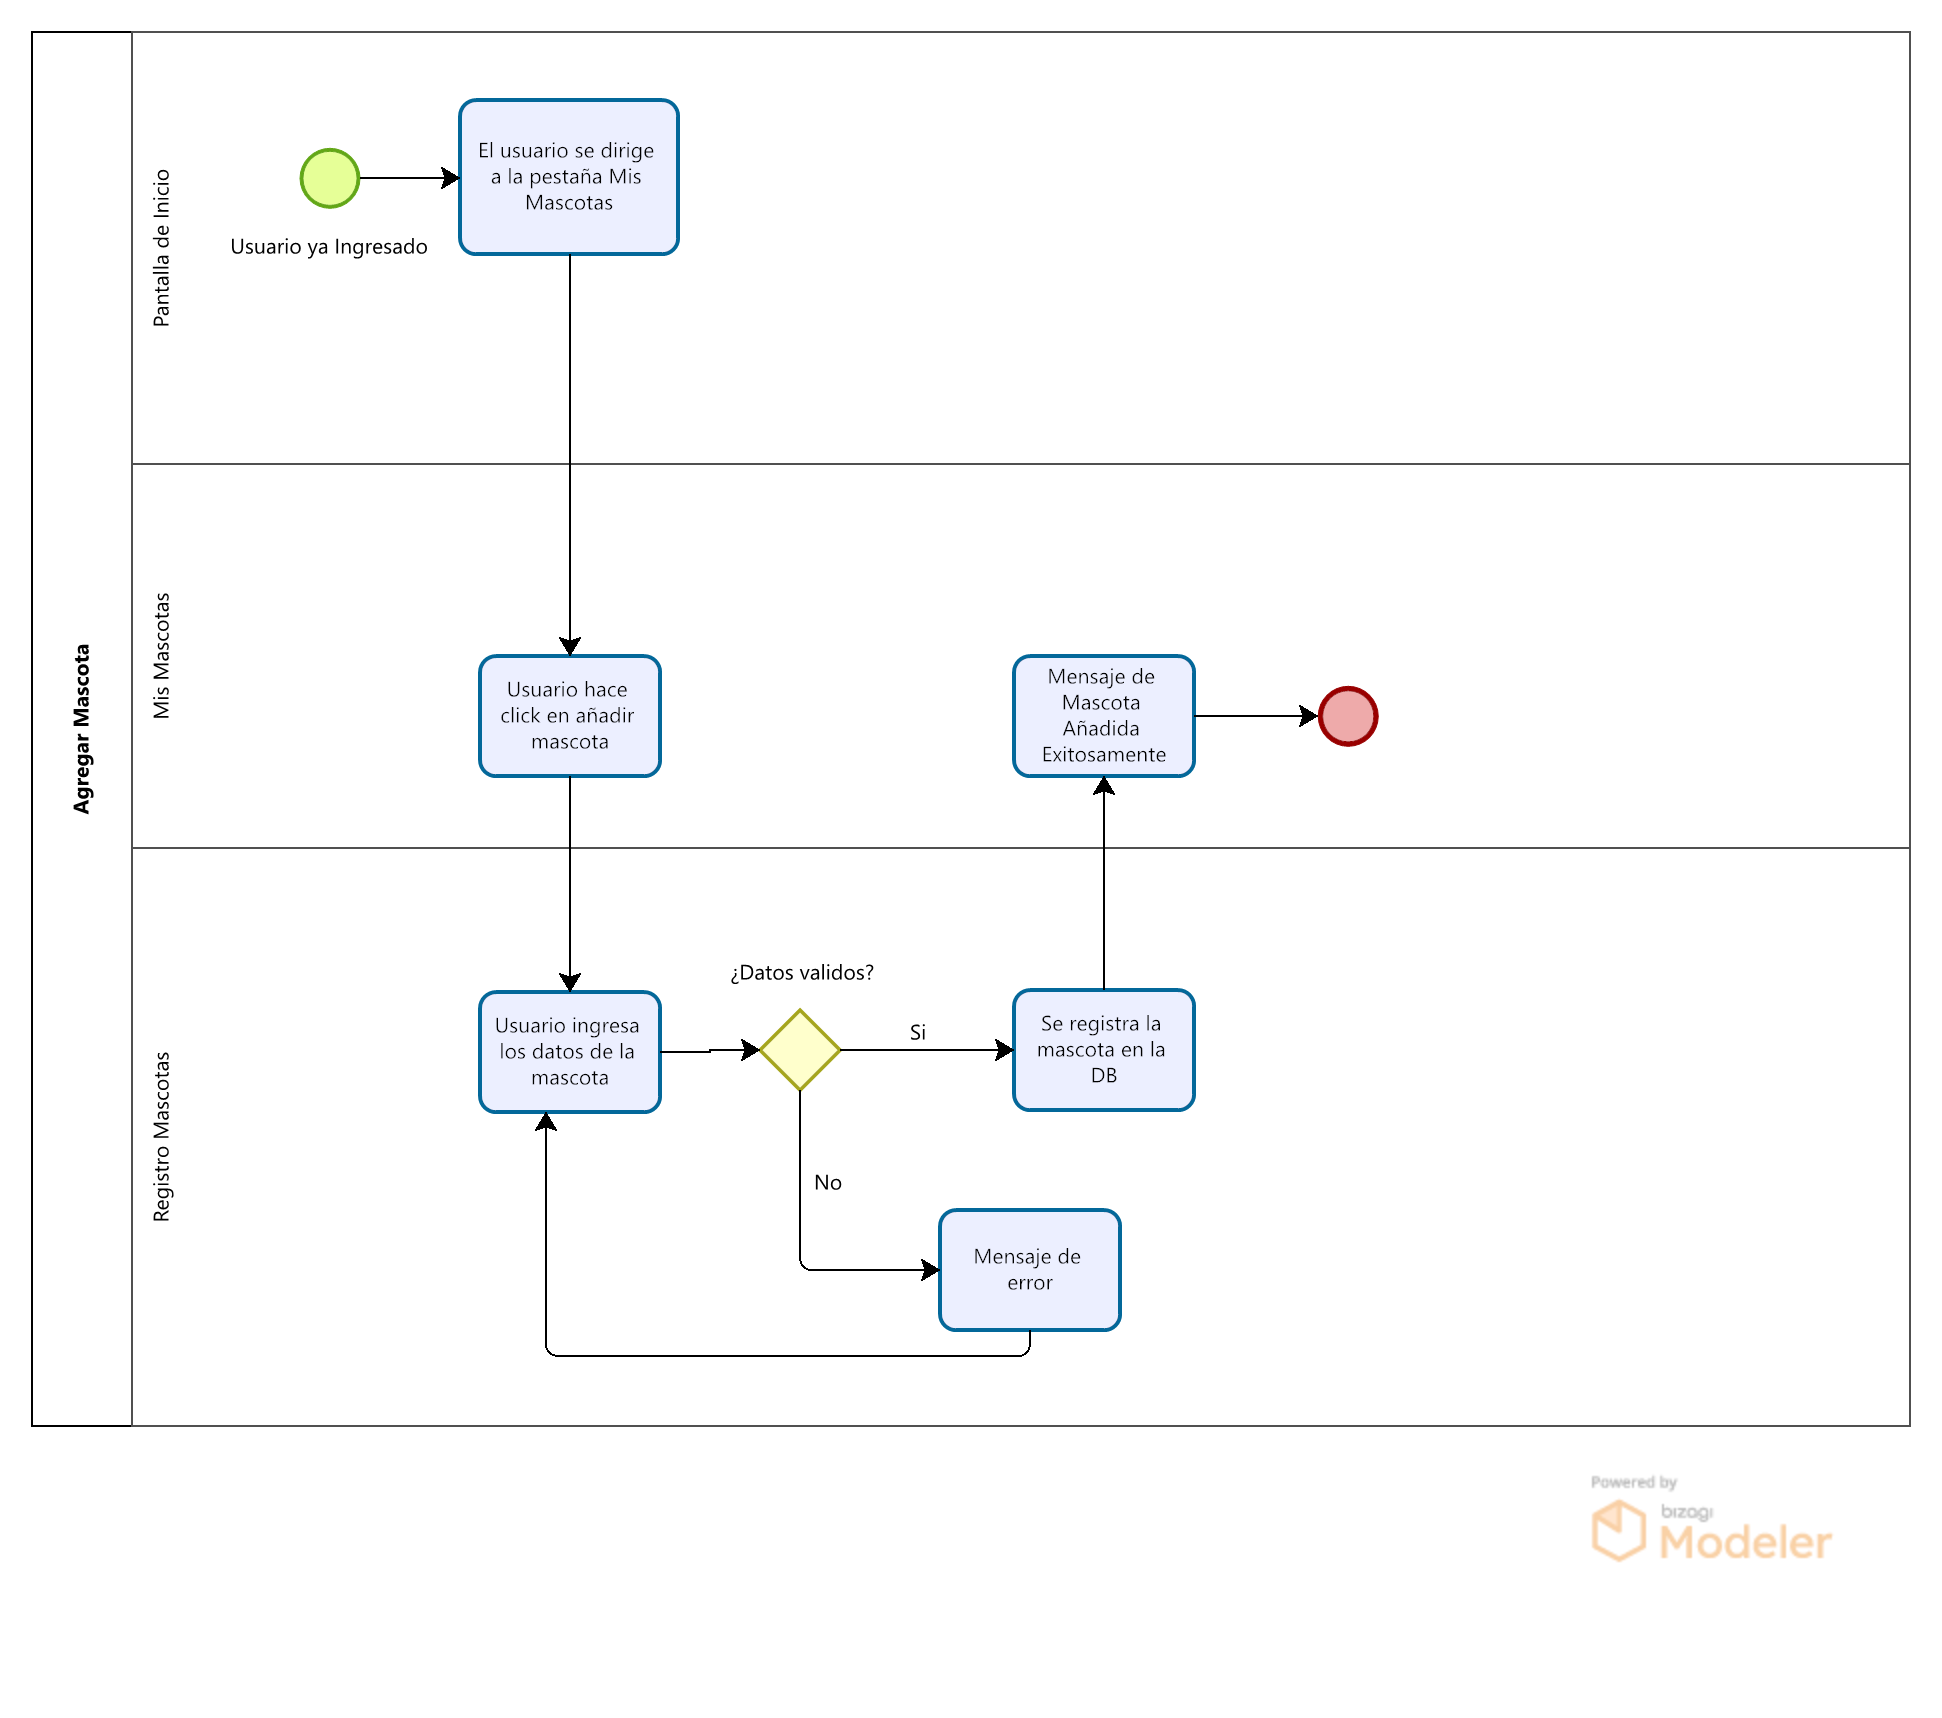 Agregar Mascota
Pantalla de Inicio
Usuario ya Ingresado
El usuario se dirige
a la pestaña Mis
Mascotas
Mis Mascotas
Usuario hace
click en añadir
mascota
Mensaje de
Mascota
Añadida
Exitosamente
Registro Mascotas
Usuario ingresa
los datos de la
mascota
¿Datos validos?
Si
No
Se registra la
mascota en la
DB
Mensaje de
error
Powered by
bizagi
Modeler